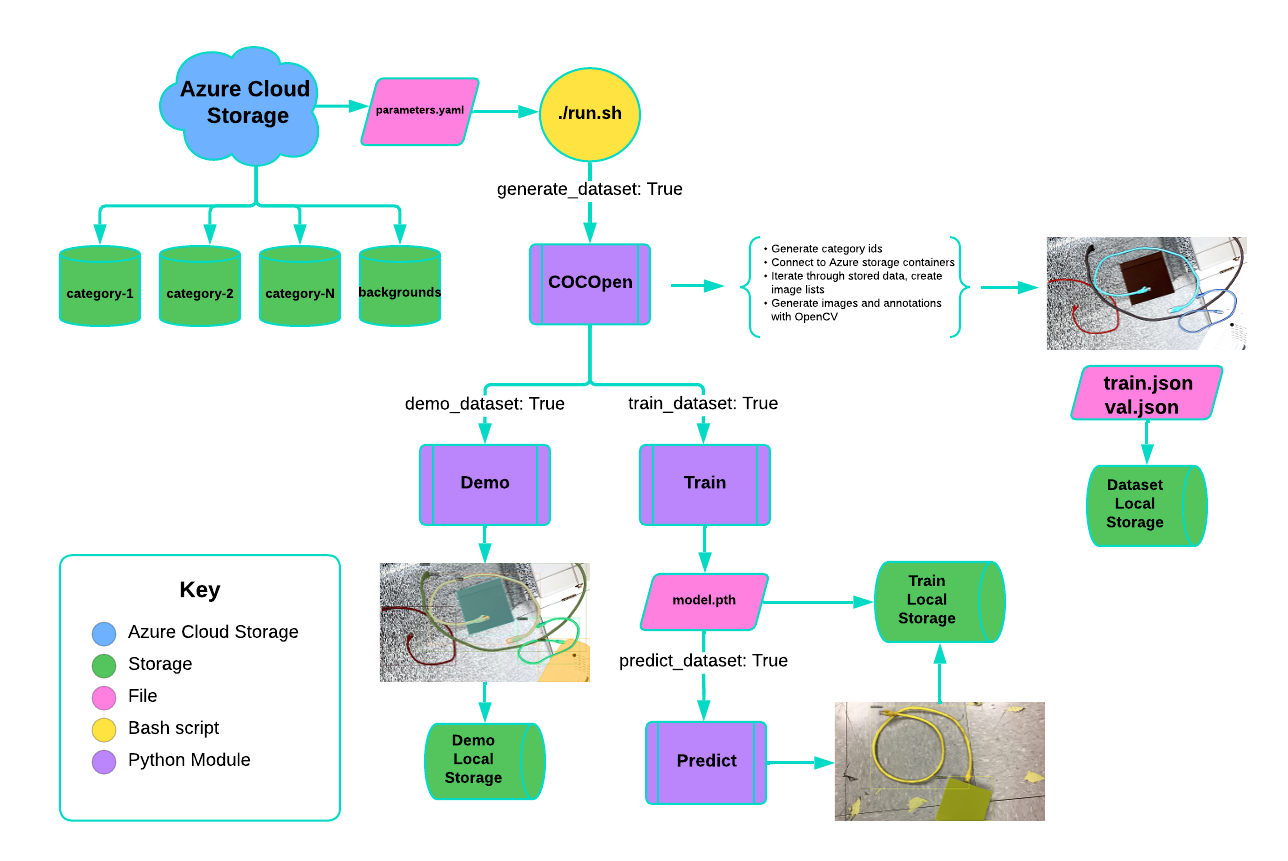 Azure Cloud
Storage
parameters.yaml
./run.sh
generate_dataset: True
category-1
category-2
category-N
backgrounds
COCOpen
• Generate category ids
• Connect to Azure storage containers
• Iterate through stored data, create
image lists
• Generate images and annotations
with OpenCV
train.json
val.json
Dataset
Local
Storage
demo_dataset: True
train_dataset: True
Demo
Train
model.pth
Train
Local
Storage
predict_dataset: True
Demo
Local
Storage
Predict
Key
Azure Cloud Storage
Storage
File
Bash script
Python Module